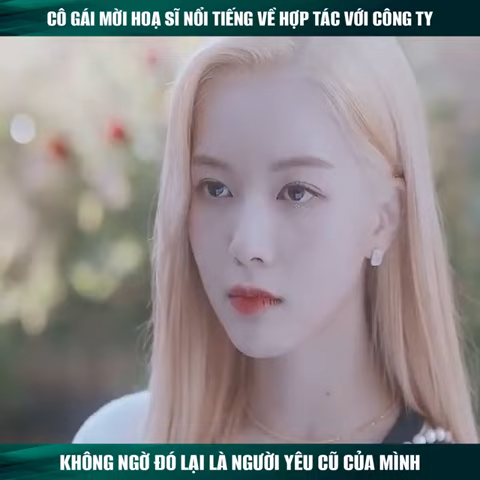 CÔ GÁI MỜI HOẠ SĨ NỔI TIẾNG VỀ HỢP TÁC VỚI CÔNG TY
KHÔNG NGỜ ĐÓ LẠI LÀ NGƯỜI YÊU CŨ CỦA MÌNH